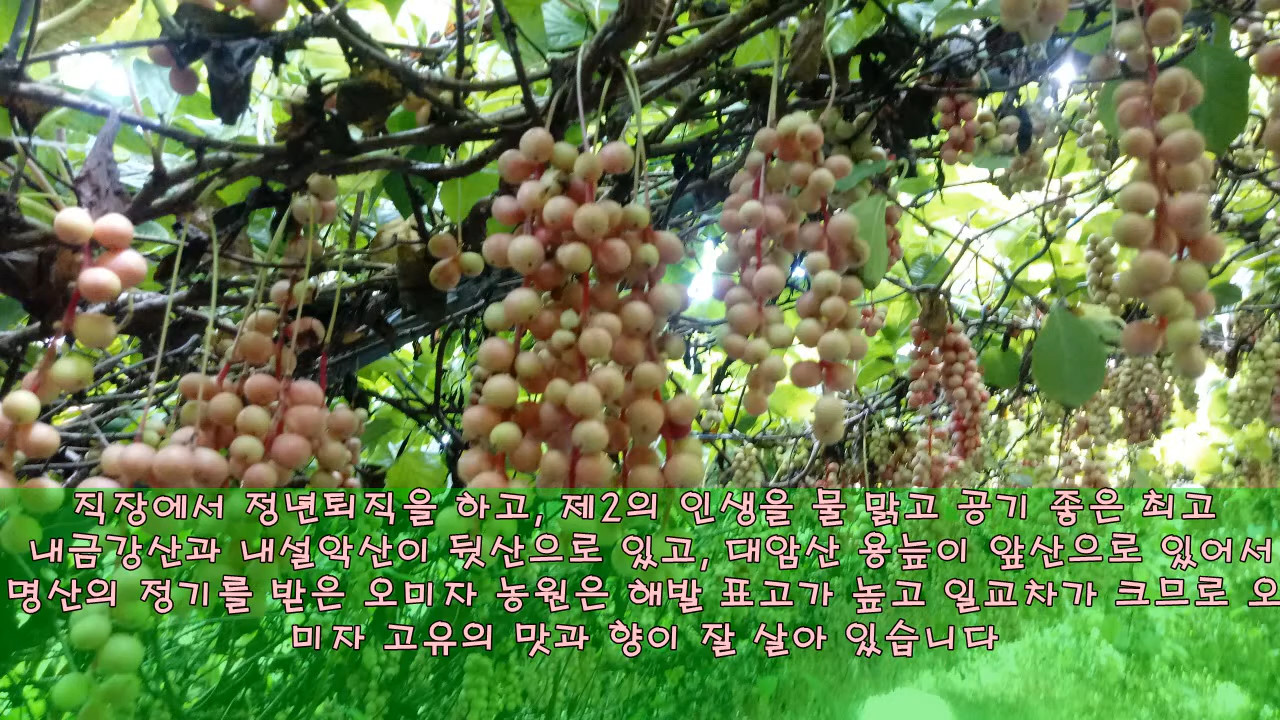 직장에서 정년퇴직을 하고, 제2의 인생을 물 맑고 공기 좋은 최고
내금강산과 내설악산이 뒷산으로 있고, 대암산 용늪이 앞산으로 있어서
명산의 정기를 받은 오미자 농원은 해발 표고가 높고 일교차가 크므로 오
미자 고유의 맛과 향이 잘 살아 있습니다